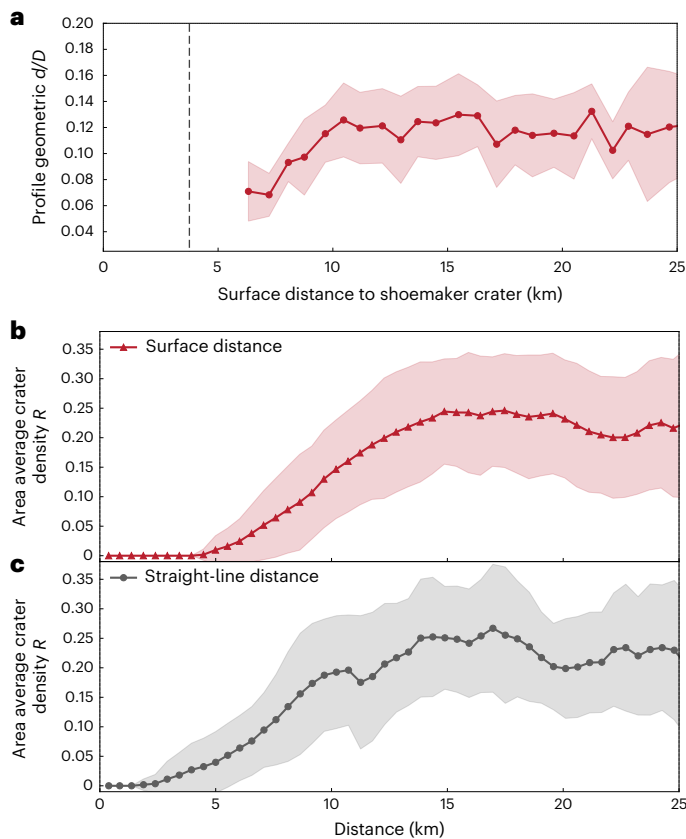 a
0.20
0.18
0.16
0.14
0.12
0.10
0.08
0.06
0.04
Profile geometric d/D
0 5 10 15 20 25
Surface distance to shoemaker crater (km)
b
Surface distance
0.35
0.30
0.25
0.20
0.15
0.10
0.05
0
Area average crater
density R
c
Straight-line distance
0.35
0.30
0.25
0.20
0.15
0.10
0.05
0
Area average crater
density R
0 5 10 15 20 25
Distance (km)